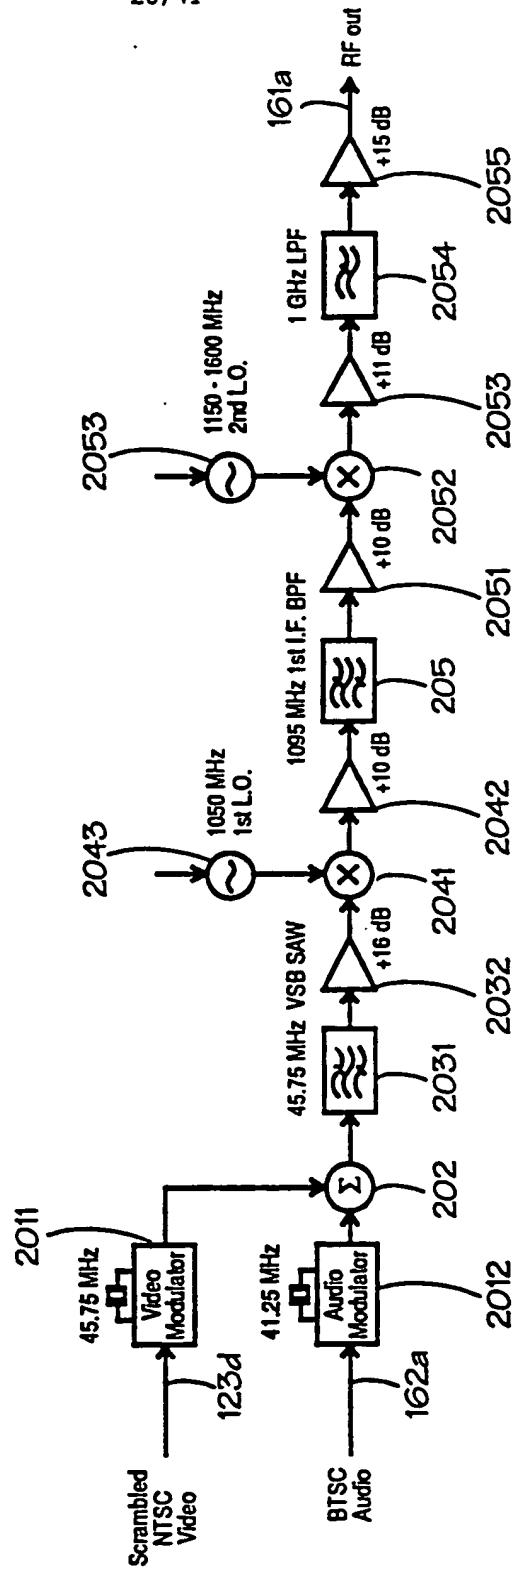 Scrambled
NTSC
Video
123d
45.75 MHz
Video
Modulator
2011
BTSC
Audio
162a
41.25 MHz
Audio
Modulator
2012
Σ
202
45.75 MHz VSB SAW
2031
+16 dB
2032
2043
1050 MHz
1st L.O.
X
2041
+10 dB
2042
1095 MHz 1st I.F. BPF
205
+10 dB
2051
2053
1150 - 1600 MHz
2nd L.O.
X
2052
+11 dB
2053
1 GHz LPF
2054
+15 dB
2055
161a
RF out